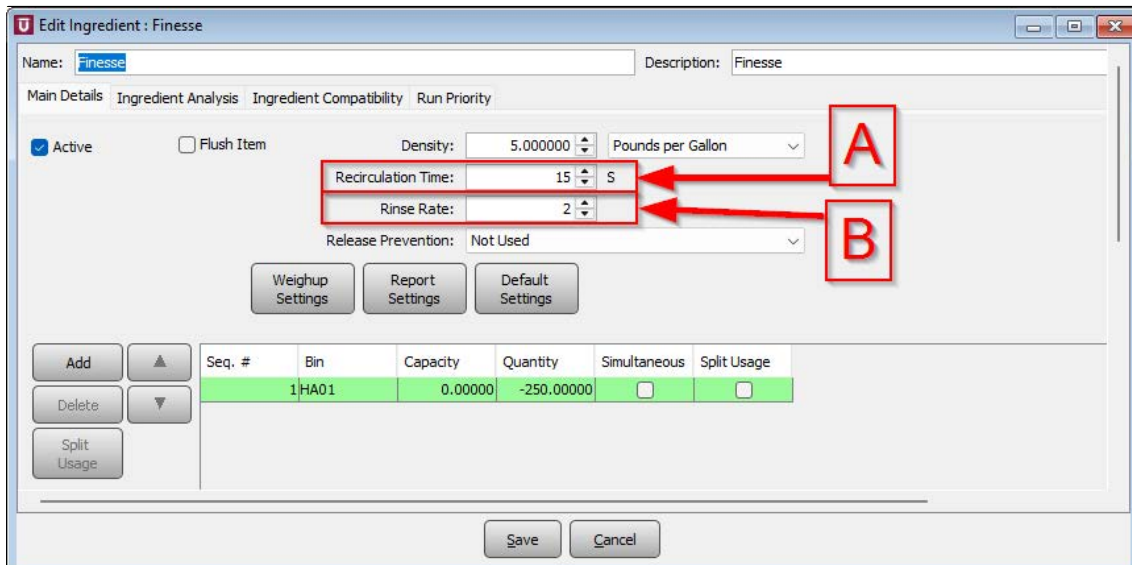 Edit Ingredient : Finesse
Name: Finesse Description: Finesse
Main Details Ingredient Analysis Ingredient Compatibility Run Priority
Active Flush Item Density: 5.000000 Pounds per Gallon
A
Recirculation Time: 15 S
Rinse Rate: 2
B
Release Prevention: Not Used
Weighup Settings
Report Settings
Default Settings
Add
Delete
Split Usage
Seq. # Bin Capacity Quantity Simultaneous Split Usage
1 HA01 0.00000 -250.00000
Save Cancel